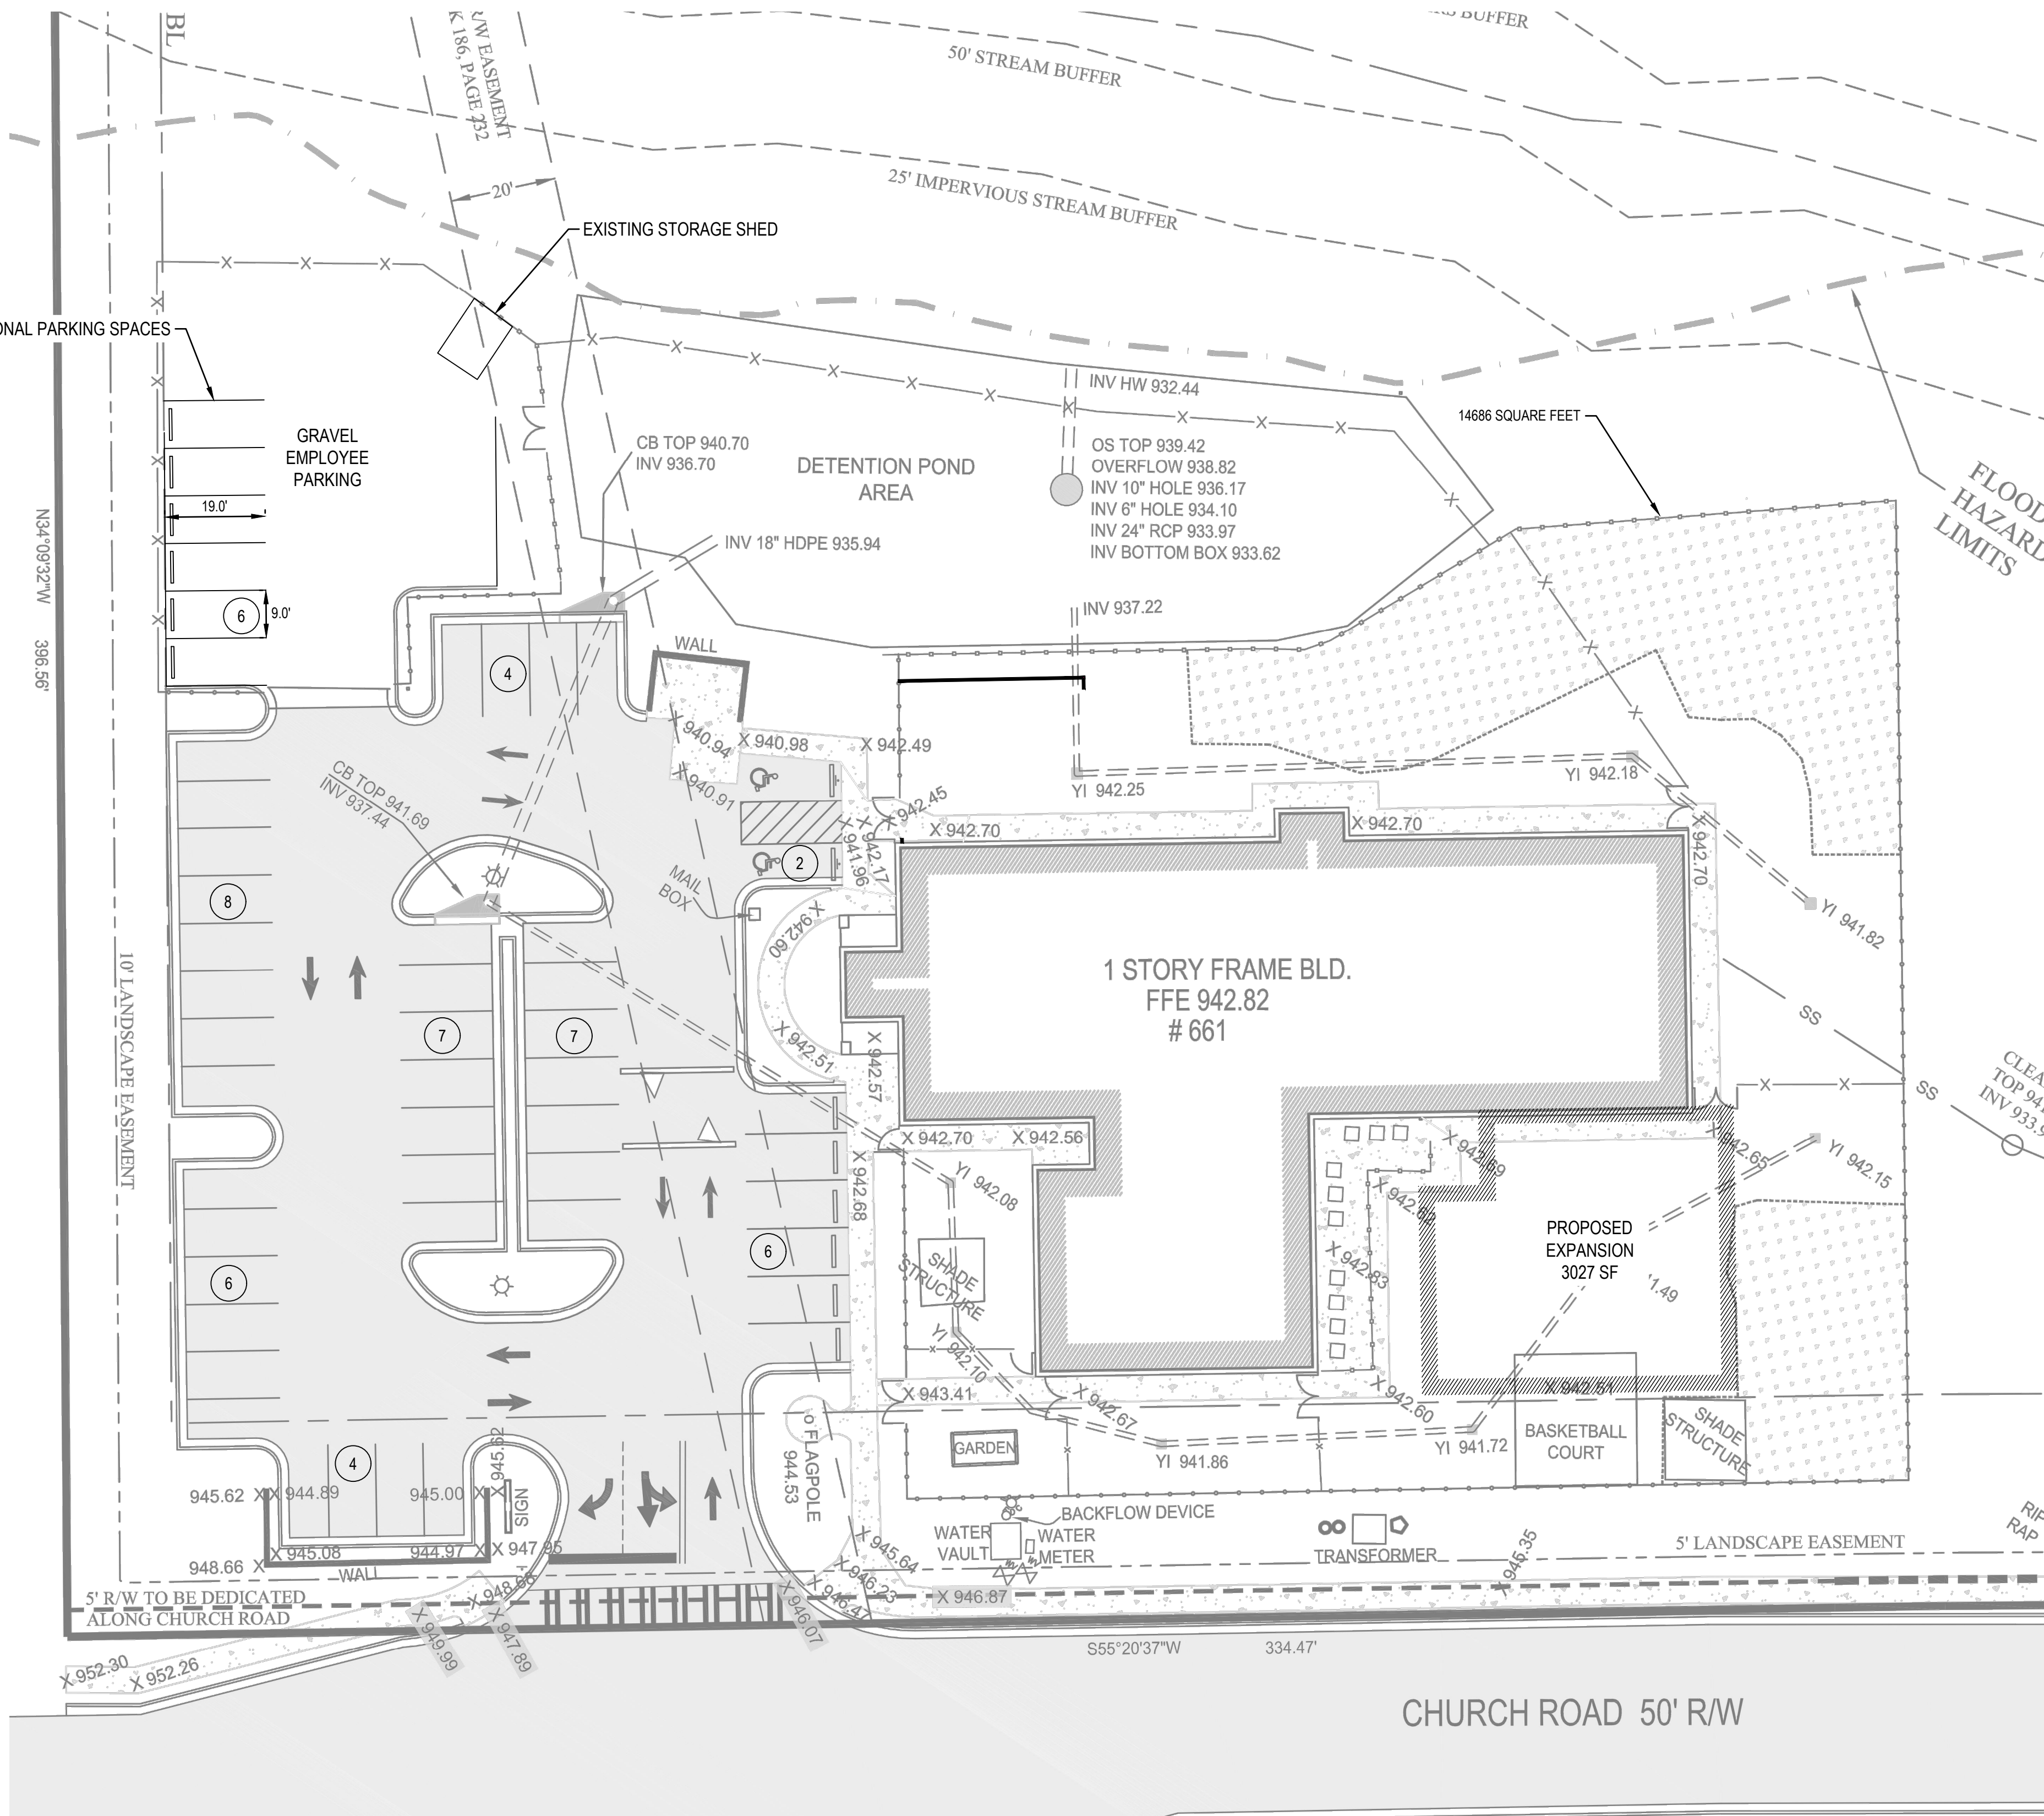 BL
R/W EASEMENT
K 186, PAGE 232
BUFFER
50' STREAM BUFFER
25' IMPERVIOUS STREAM BUFFER
20'
EXISTING STORAGE SHED
ONAL PARKING SPACES
GRAVEL
EMPLOYEE
PARKING
19.0'
6
9.0'
N34°09'32"W 396.56'
INV HW 932.44
CB TOP 940.70
INV 936.70
DETENTION POND
AREA
OS TOP 939.42
OVERFLOW 938.82
INV 10" HOLE 936.17
INV 6" HOLE 934.10
INV 24" RCP 933.97
INV BOTTOM BOX 933.62
14686 SQUARE FEET
FLOOD
HAZARD
LIMITS
INV 18" HDPE 935.94
INV 937.22
WALL
4
X 940.94
X 940.98
X 942.49
X 940.91
YI 942.25
YI 942.18
CB TOP 941.69
INV 937.44
X 942.45
X 942.70
X 942.70
X 942.70
X 942.17
X 941.96
2
MAIL
BOX
8
X 942.60
YI 941.82
1 STORY FRAME BLD.
FFE 942.82
# 661
10' LANDSCAPE EASEMENT
7
7
X 942.51
X 942.57
SS
SS
CLEA
TOP 94
INV 933.9
X 942.70
X 942.56
X 942.69
X 942.65
YI 942.15
YI 942.08
X 942.68
X 942.62
PROPOSED
EXPANSION
3027 SF
6
6
SHADE
STRUCTURE
X 942.83
1.49
YI 942.10
X 943.41
X 942.67
X 942.60
X 942.51
FLAGPOLE
944.53
GARDEN
YI 941.86
YI 941.72
BASKETBALL
COURT
SHADE
STRUCTURE
4
945.62 X
X 944.89
945.00 X
X 945.62
SIGN
BACKFLOW DEVICE
WATER
VAULT
WATER
METER
TRANSFORMER
X 945.35
5' LANDSCAPE EASEMENT
RIP
RAP
948.66 X
X 945.08
944.97 X
X 947.95
WALL
X 945.64
X 946.23
X 946.47
X 946.07
X 946.87
5' R/W TO BE DEDICATED
ALONG CHURCH ROAD
X 948.66
X 949.99
X 947.89
X 952.30
X 952.26
S55°20'37"W 334.47'
CHURCH ROAD 50' R/W